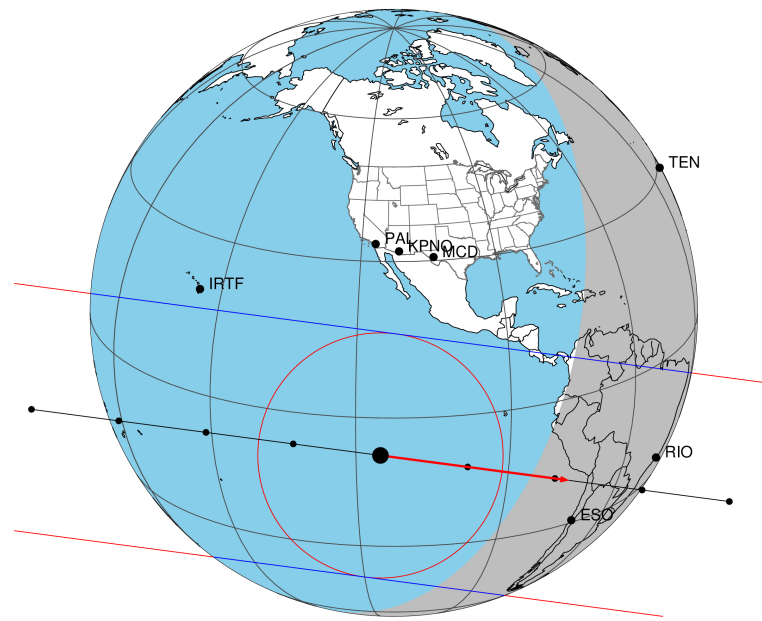 TEN
PAL
KPNO
MCD
IRTF
RIO
ESO